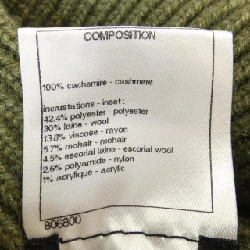 COMPOSITION
100% cachemire - cashmere
incrustations - inset :
42.4% polyester - polyester
30% laine - wool
13.8% viscose - rayon
5.7% mohair - mohair
4.5% laine escorial - escorial wool
2.6% polyamide - nylon
1% acrylique - acrylic
806800